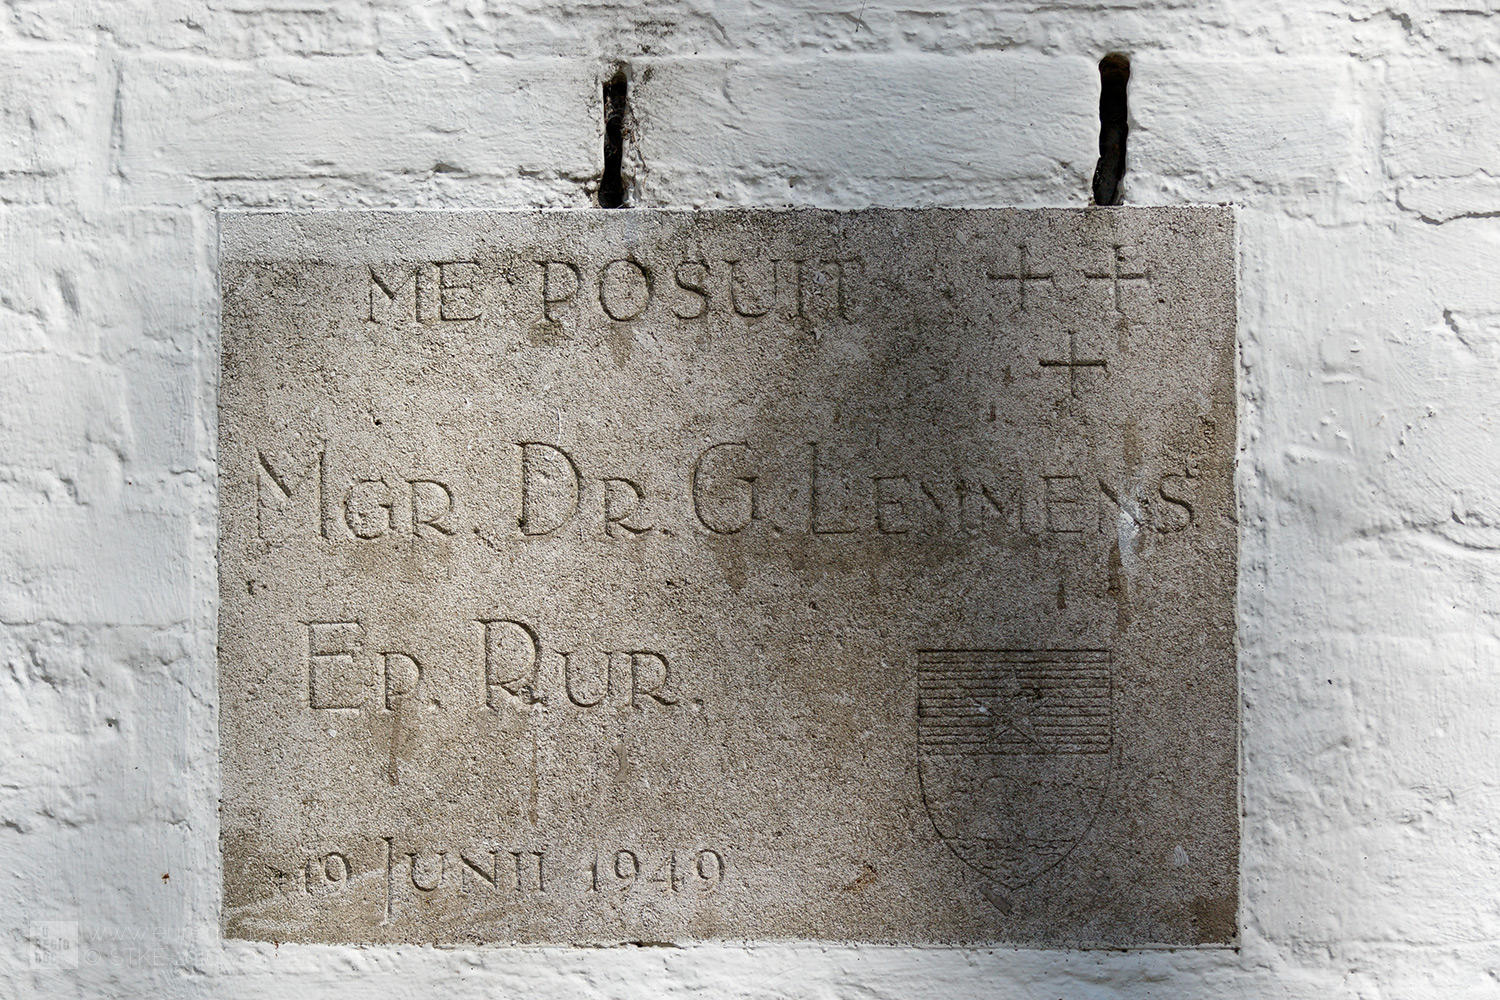 ME POSUIT
MGR. DR. G. LEMMENS
EP. RUR.
19 JUNII 1949